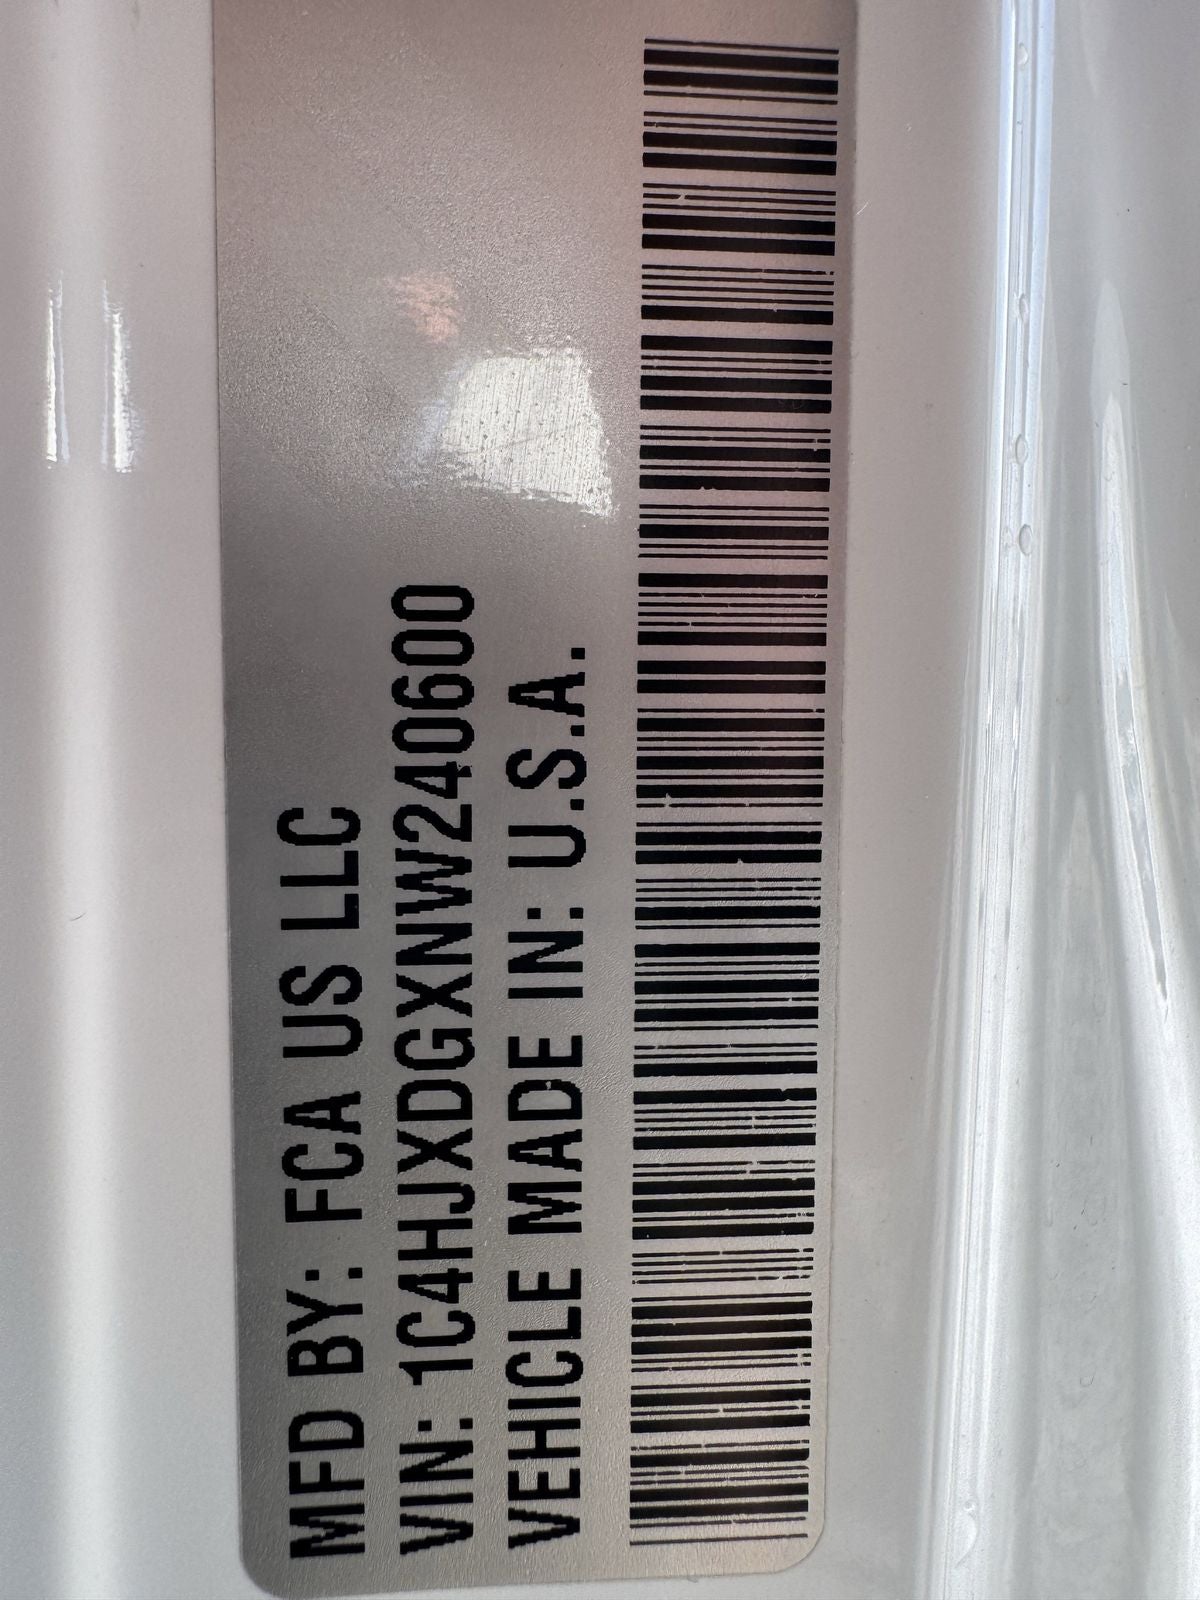 MFD BY: FCA US LLC
VIN: 1C4HJXDGXNW240600
VEHICLE MADE IN: U.S.A.